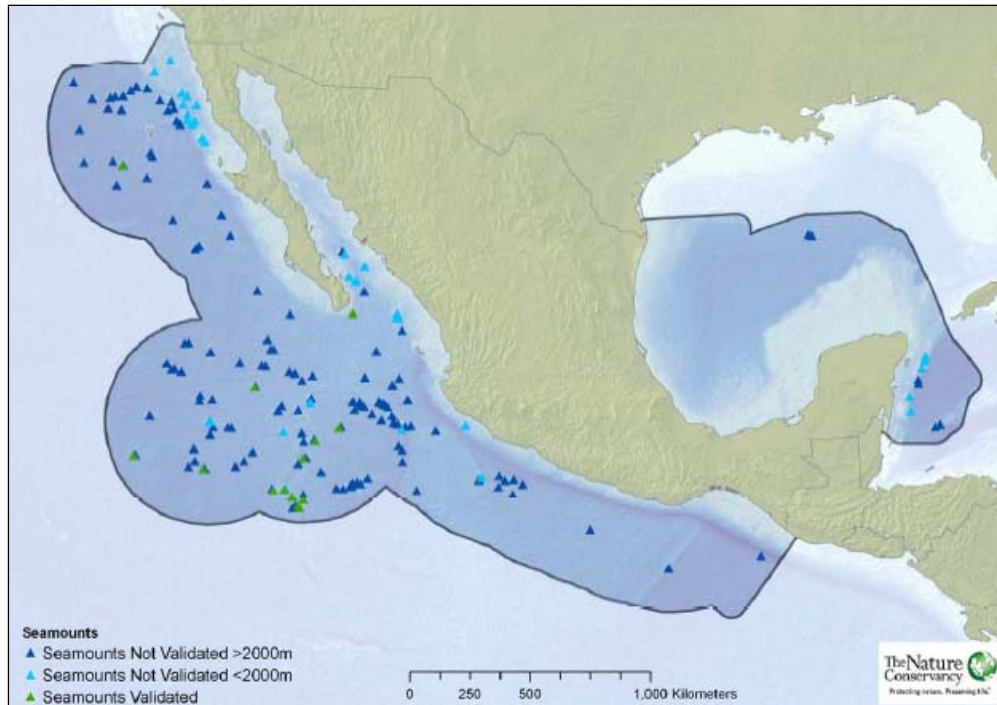 Seamounts
Seamounts Not Validated >2000m
Seamounts Not Validated <2000m
Seamounts Validated
0 250 500 1,000 Kilometers
The Nature
Conservancy
Protecting nature. Preserving life.